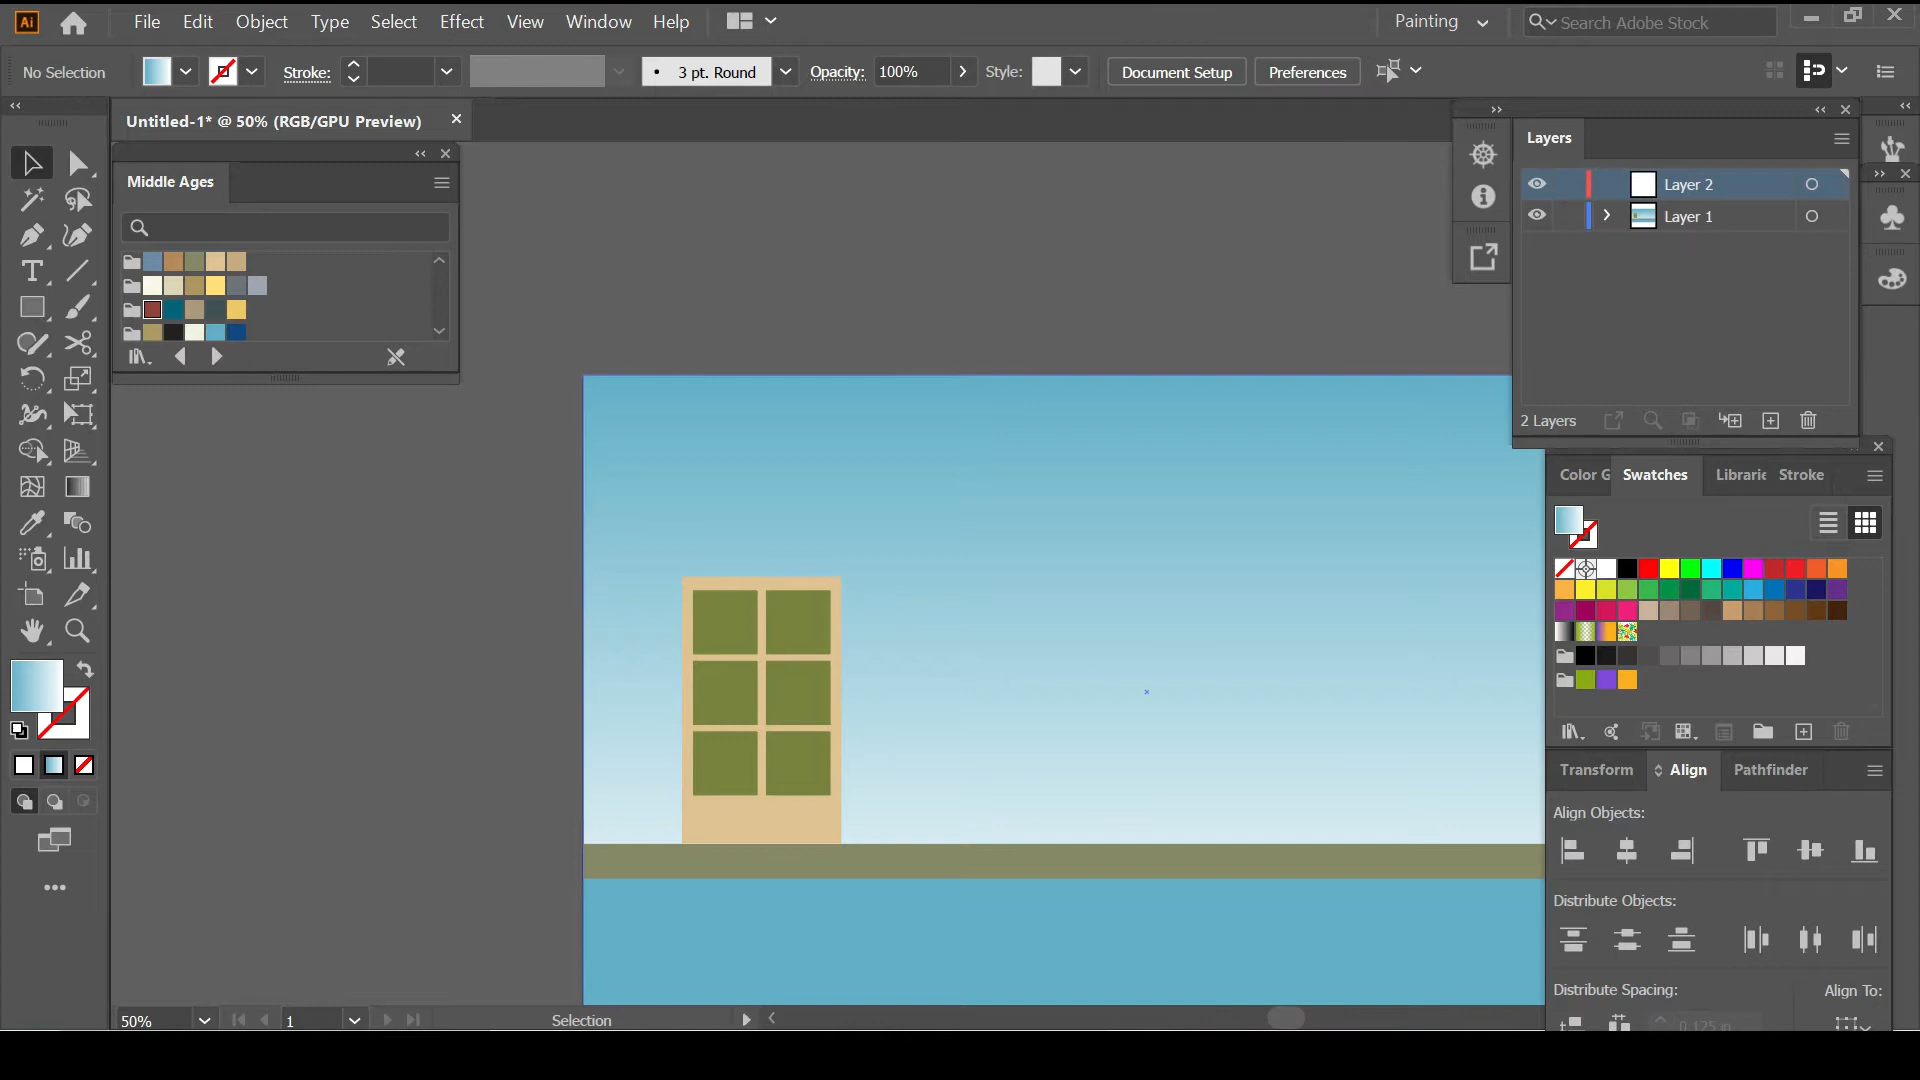 Ai File Edit Object Type Select Effect View Window Help Painting Search Adobe Stock
No Selection Stroke: 3 pt. Round Opacity: 100% Style: Document Setup Preferences
Untitled-1* @ 50% (RGB/GPU Preview)
Middle Ages
Layers
Layer 2
Layer 1
2 Layers
Color G Swatches Librarie Stroke
Transform Align Pathfinder
Align Objects:
Distribute Objects:
Distribute Spacing: Align To:
0.125 in
50% 1 Selection